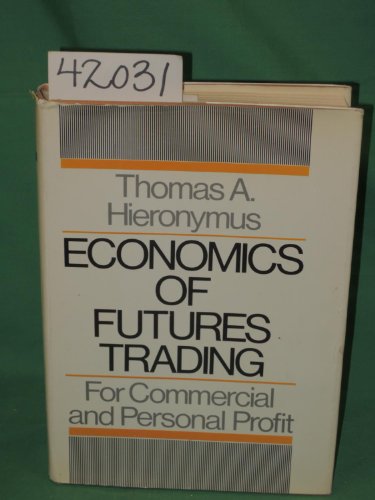 42031
Thomas A.
Hieronymus
ECONOMICS
OF
FUTURES
TRADING
For Commercial
and Personal Profit